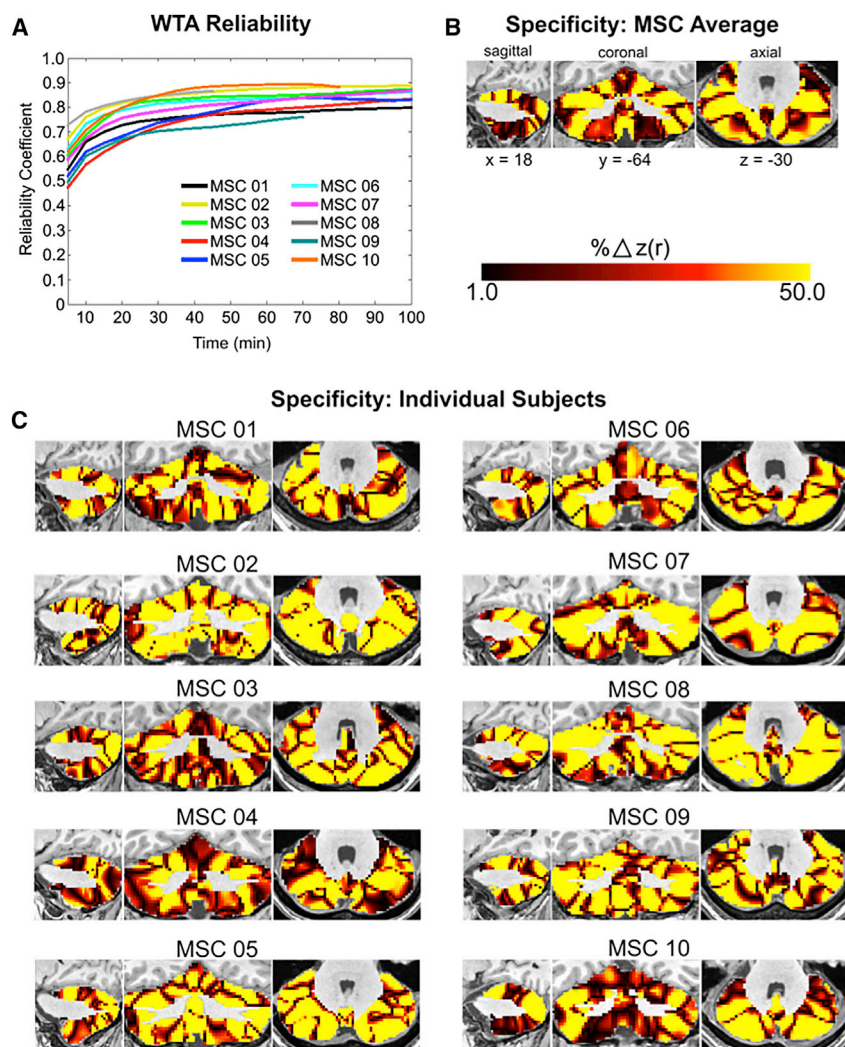 A
WTA Reliability
Reliability Coefficient
1.0
0.9
0.8
0.7
0.6
0.5
0.4
0.3
0.2
0.1
0
MSC 01
MSC 02
MSC 03
MSC 04
MSC 05
MSC 06
MSC 07
MSC 08
MSC 09
MSC 10
10 20 30 40 50 60 70 80 90 100
Time (min)
B
Specificity: MSC Average
sagittal coronal axial
x = 18 y = -64 z = -30
% Δ z(r)
1.0 50.0
C
Specificity: Individual Subjects
MSC 01
MSC 02
MSC 03
MSC 04
MSC 05
MSC 06
MSC 07
MSC 08
MSC 09
MSC 10